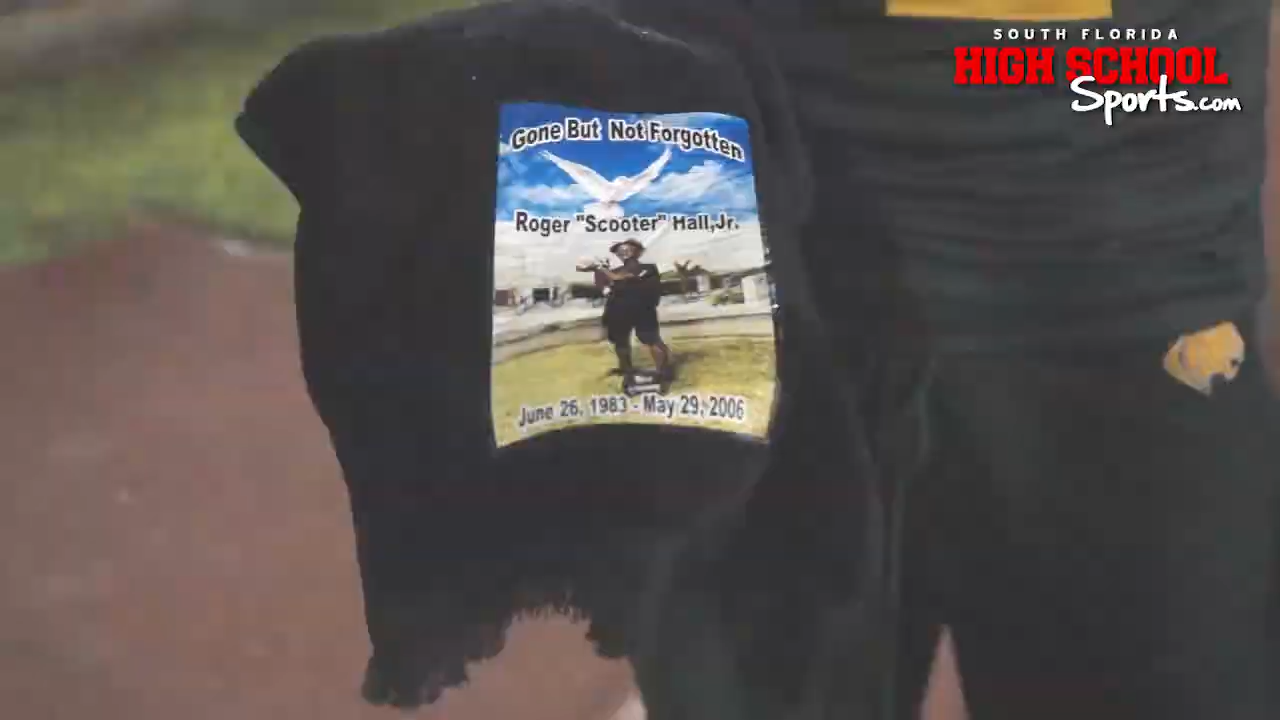 SOUTH FLORIDA
HIGH SCHOOL
Sports.com
Gone But Not Forgotten
Roger "Scooter" Hall,Jr.
June 26, 1983 - May 29, 2006